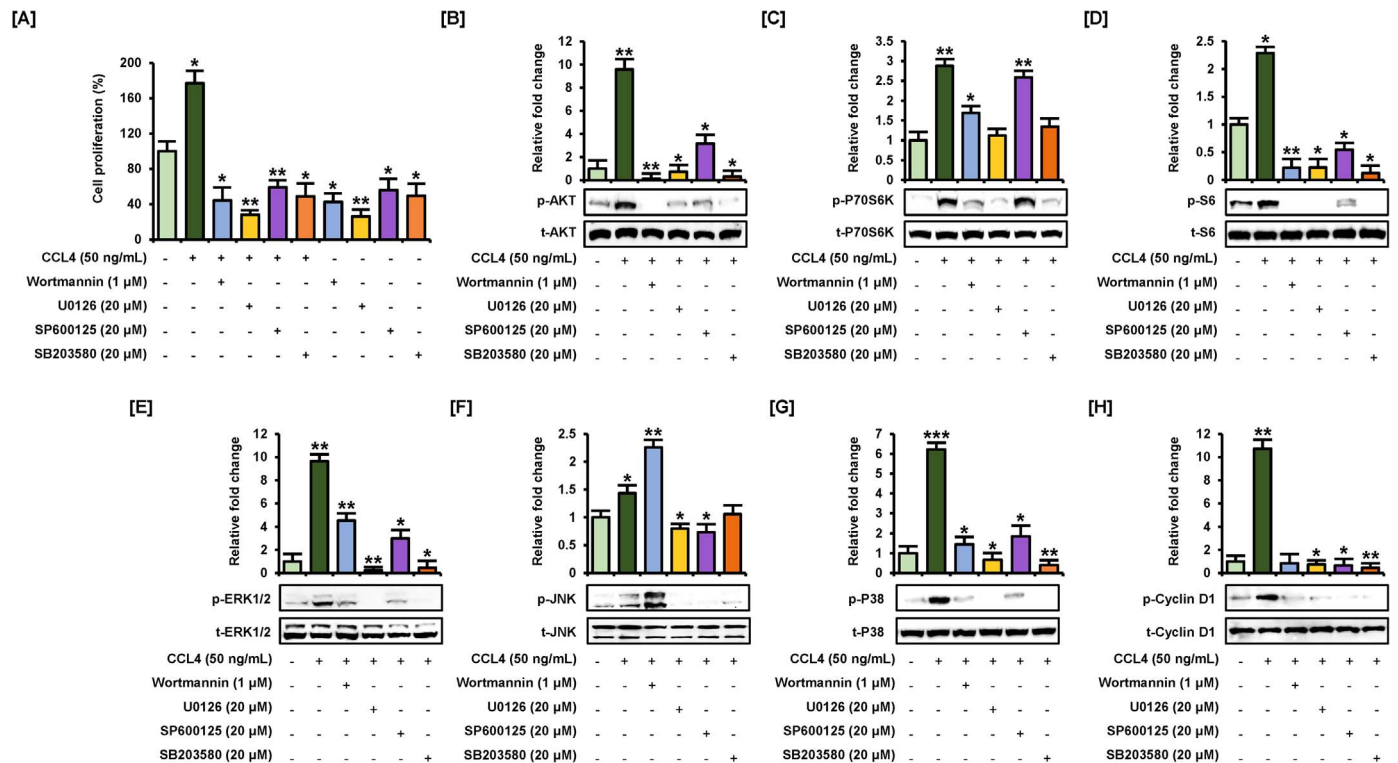 [A]
Cell proliferation (%)
200
160
120
80
40
0
* * ** ** * * ** * *
CCL4 (50 ng/mL) - + + + + + - - - -
Wortmannin (1 µM) - - + - - - + - - -
U0126 (20 µM) - - - + - - - + - -
SP600125 (20 µM) - - - - + - - - + -
SB203580 (20 µM) - - - - - + - - - +
[B]
Relative fold change
12
10
8
6
4
2
0
** ** * * *
p-AKT
t-AKT
CCL4 (50 ng/mL) - + + + + +
Wortmannin (1 µM) - - + - - -
U0126 (20 µM) - - - + - -
SP600125 (20 µM) - - - - + -
SB203580 (20 µM) - - - - - +
[C]
Relative fold change
3.5
3
2.5
2
1.5
1
0.5
0
** * **
p-P70S6K
t-P70S6K
CCL4 (50 ng/mL) - + + + + +
Wortmannin (1 µM) - - + - - -
U0126 (20 µM) - - - + - -
SP600125 (20 µM) - - - - + -
SB203580 (20 µM) - - - - - +
[D]
Relative fold change
2.5
2
1.5
1
0.5
0
* ** * * *
p-S6
t-S6
CCL4 (50 ng/mL) - + + + + +
Wortmannin (1 µM) - - + - - -
U0126 (20 µM) - - - + - -
SP600125 (20 µM) - - - - + -
SB203580 (20 µM) - - - - - +
[E]
Relative fold change
12
10
8
6
4
2
0
** ** ** * *
p-ERK1/2
t-ERK1/2
CCL4 (50 ng/mL) - + + + + +
Wortmannin (1 µM) - - + - - -
U0126 (20 µM) - - - + - -
SP600125 (20 µM) - - - - + -
SB203580 (20 µM) - - - - - +
[F]
Relative fold change
2.5
2
1.5
1
0.5
0
* ** * *
p-JNK
t-JNK
CCL4 (50 ng/mL) - + + + + +
Wortmannin (1 µM) - - + - - -
U0126 (20 µM) - - - + - -
SP600125 (20 µM) - - - - + -
SB203580 (20 µM) - - - - - +
[G]
Relative fold change
7
6
5
4
3
2
1
0
*** * * * **
p-P38
t-P38
CCL4 (50 ng/mL) - + + + + +
Wortmannin (1 µM) - - + - - -
U0126 (20 µM) - - - + - -
SP600125 (20 µM) - - - - + -
SB203580 (20 µM) - - - - - +
[H]
Relative fold change
12
10
8
6
4
2
0
** * * **
p-Cyclin D1
t-Cyclin D1
CCL4 (50 ng/mL) - + + + + +
Wortmannin (1 µM) - - + - - -
U0126 (20 µM) - - - + - -
SP600125 (20 µM) - - - - + -
SB203580 (20 µM) - - - - - +